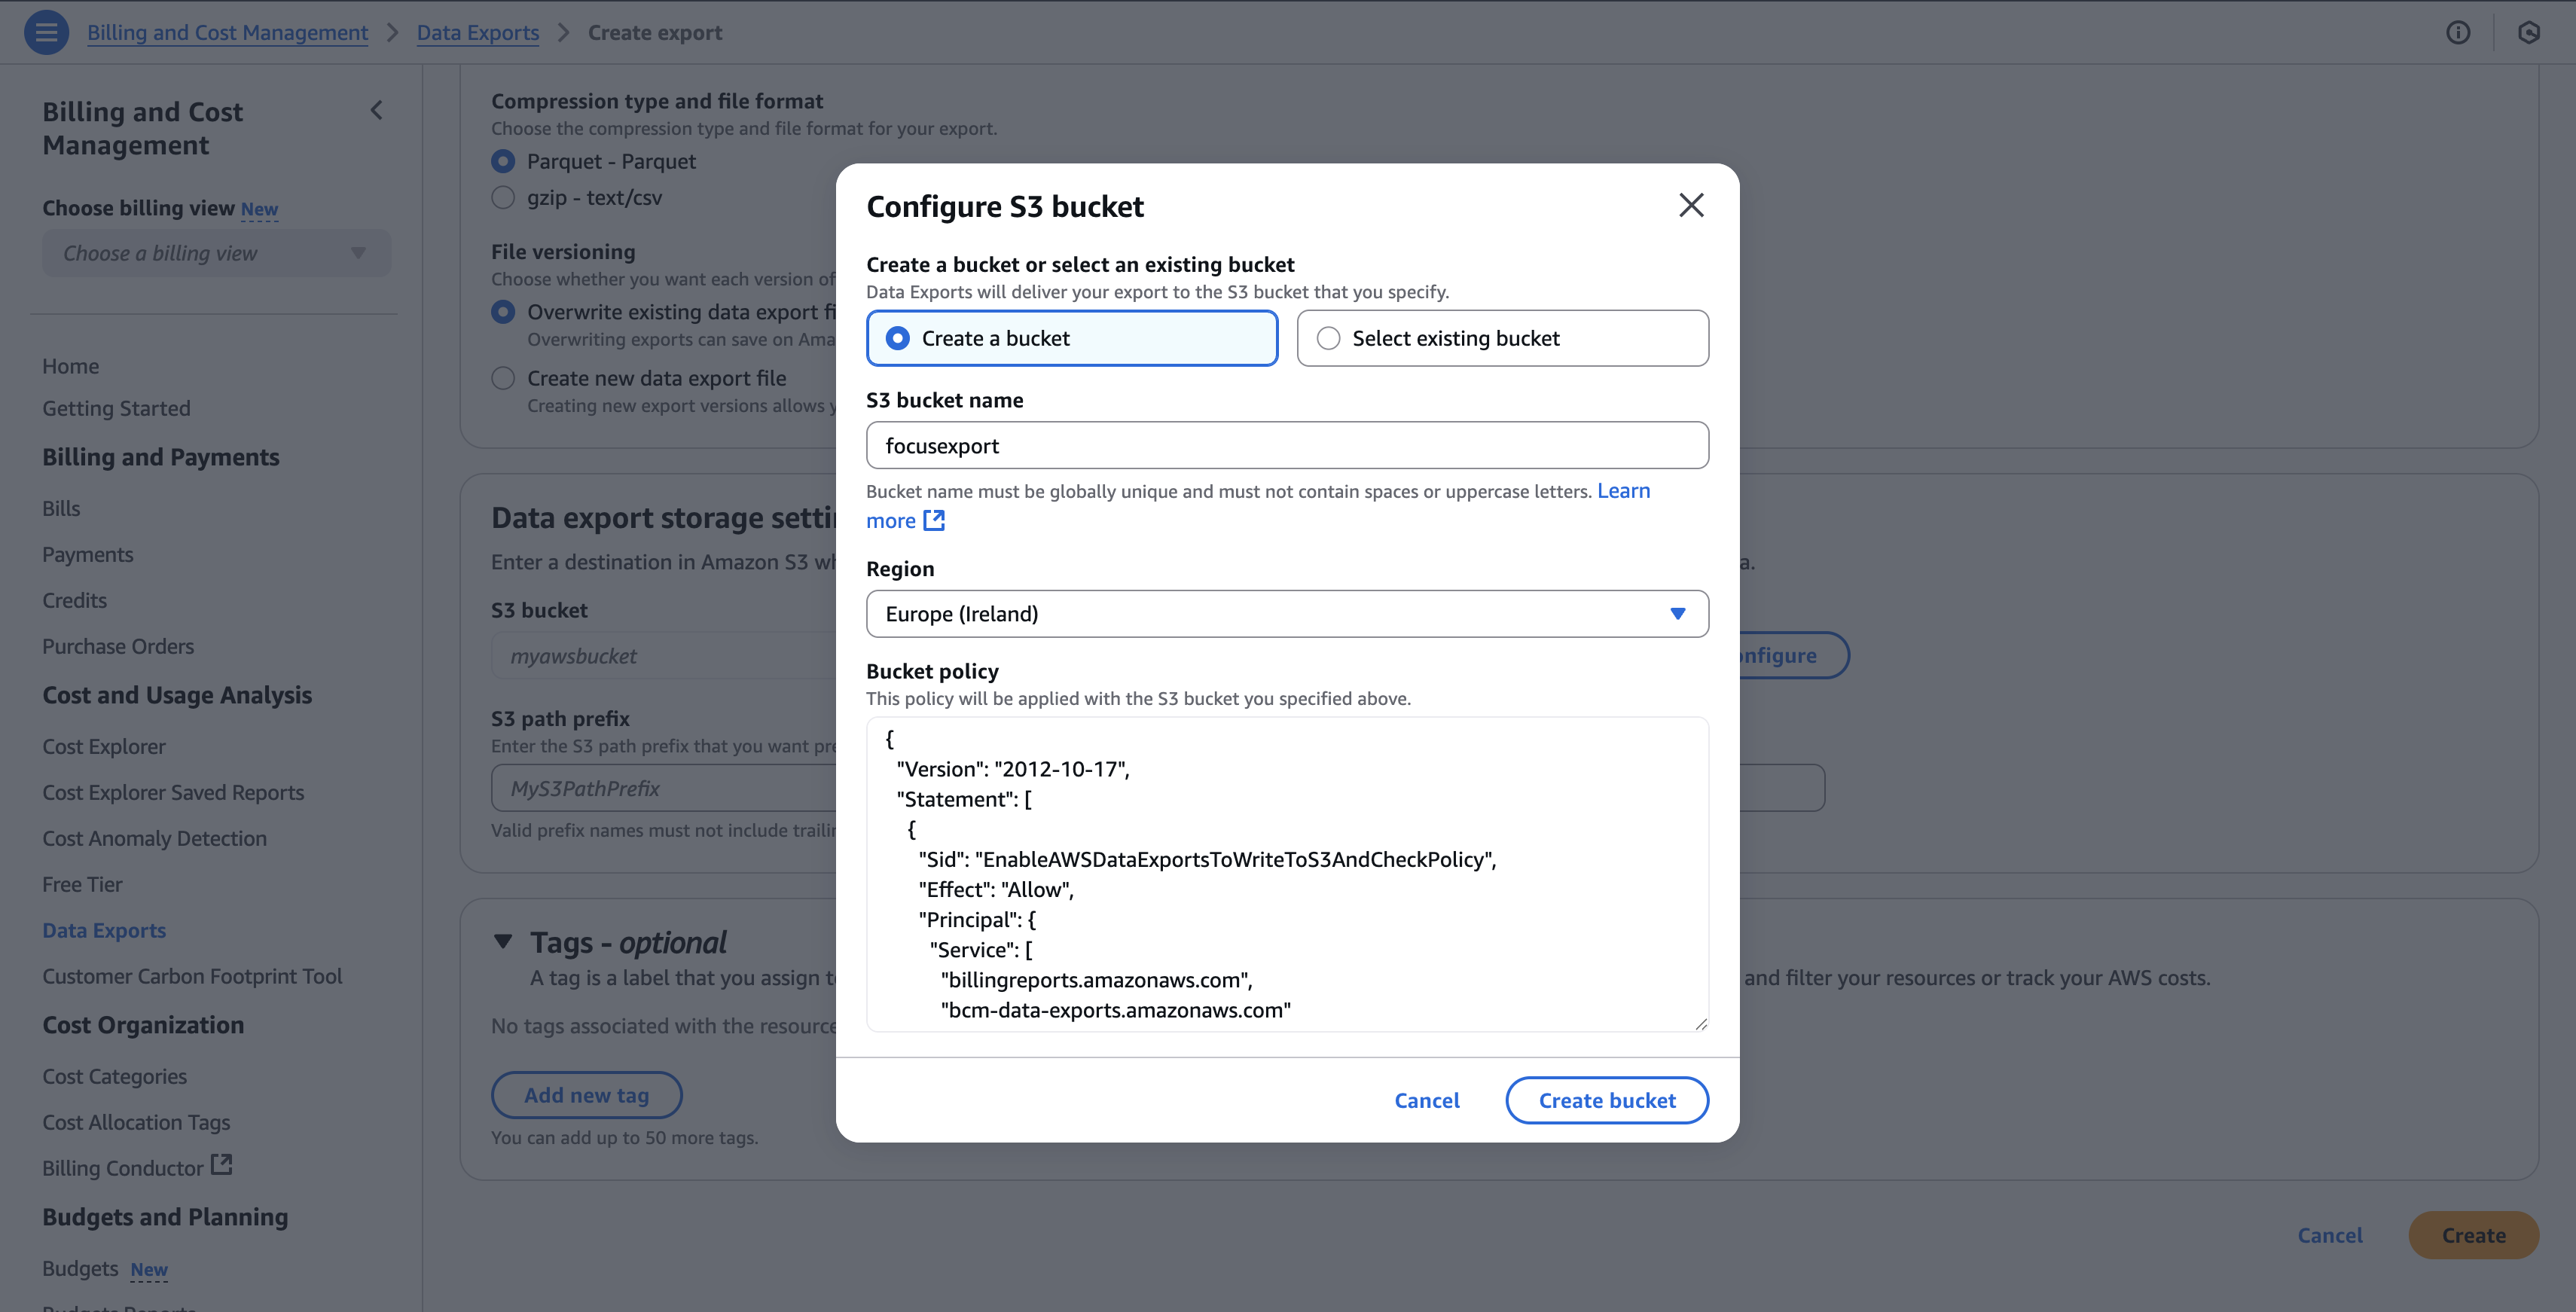 Billing and Cost Management > Data Exports > Create export
Billing and Cost
Management
Choose billing view New
Choose a billing view
Home
Getting Started
Billing and Payments
Bills
Payments
Credits
Purchase Orders
Cost and Usage Analysis
Cost Explorer
Cost Explorer Saved Reports
Cost Anomaly Detection
Free Tier
Data Exports
Customer Carbon Footprint Tool
Cost Organization
Cost Categories
Cost Allocation Tags
Billing Conductor
Budgets and Planning
Budgets New
Budgets Reports
Compression type and file format
Choose the compression type and file format for your export.
Parquet - Parquet
gzip - text/csv
File versioning
Choose whether you want each version of
Overwrite existing data export fi
Overwriting exports can save on Ama
Create new data export file
Creating new export versions allows y
Data export storage setti
Enter a destination in Amazon S3 wh
a.
S3 bucket
myawsbucket
onfigure
S3 path prefix
Enter the S3 path prefix that you want pre
MyS3PathPrefix
Valid prefix names must not include trailin
Tags - optional
A tag is a label that you assign t
and filter your resources or track your AWS costs.
No tags associated with the resource
Add new tag
You can add up to 50 more tags.
Cancel
Create
Configure S3 bucket
Create a bucket or select an existing bucket
Data Exports will deliver your export to the S3 bucket that you specify.
Create a bucket
Select existing bucket
S3 bucket name
focusexport
Bucket name must be globally unique and must not contain spaces or uppercase letters. Learn
more
Region
Europe (Ireland)
Bucket policy
This policy will be applied with the S3 bucket you specified above.
{
"Version": "2012-10-17",
"Statement": [
{
"Sid": "EnableAWSDataExportsToWriteToS3AndCheckPolicy",
"Effect": "Allow",
"Principal": {
"Service": [
"billingreports.amazonaws.com",
"bcm-data-exports.amazonaws.com"
Cancel
Create bucket